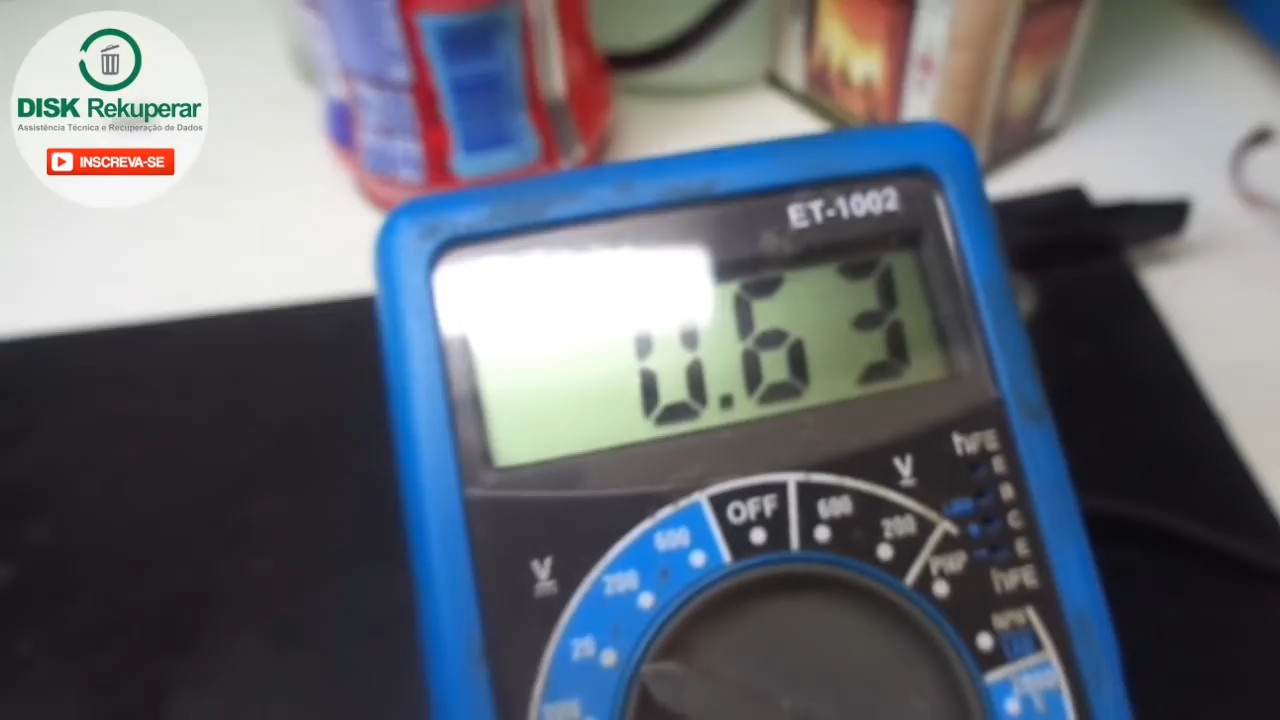 DISK Rekuperar
Assistência Técnica e Recuperação de Dados
INSCREVA-SE
ET-1002
0.63
hFE
E
B
C
E
hFE
V
OFF
600
200
PNP
NPN
V
600
200
20